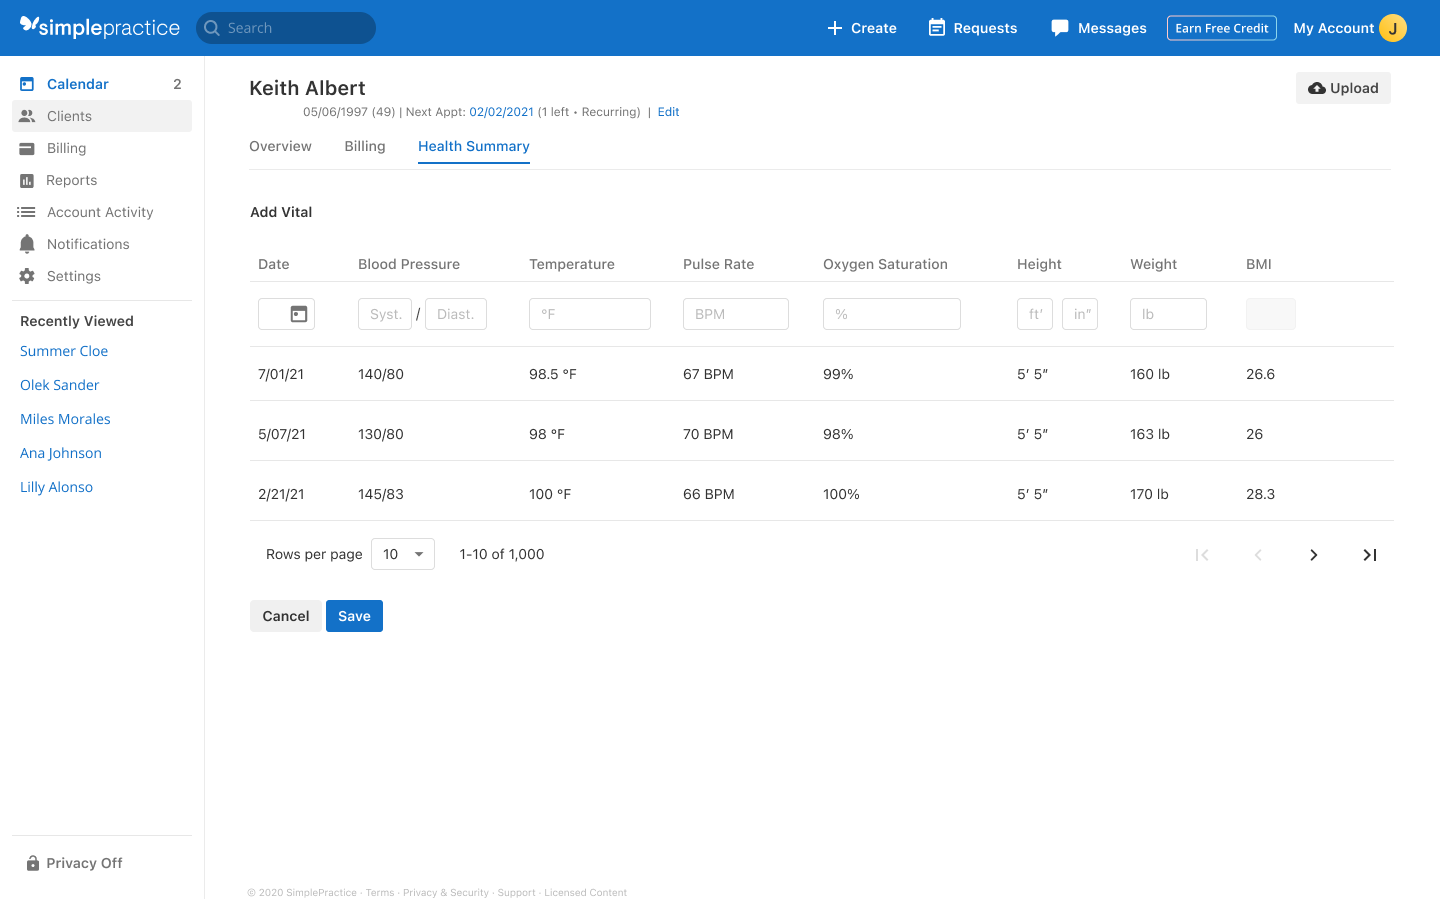 simplepractice
Search
Create
Requests
Messages
Earn Free Credit
My Account
J
Calendar 2
Clients
Billing
Reports
Account Activity
Notifications
Settings
Recently Viewed
Summer Cloe
Olek Sander
Miles Morales
Ana Johnson
Lilly Alonso
Privacy Off
Keith Albert
05/06/1997 (49) | Next Appt: 02/02/2021 (1 left • Recurring) | Edit
Upload
Overview Billing Health Summary
Add Vital
Date Blood Pressure Temperature Pulse Rate Oxygen Saturation Height Weight BMI
Syst. / Diast. °F BPM % ft′ in″ lb
7/01/21 140/80 98.5 °F 67 BPM 99% 5′ 5″ 160 lb 26.6
5/07/21 130/80 98 °F 70 BPM 98% 5′ 5″ 163 lb 26
2/21/21 145/83 100 °F 66 BPM 100% 5′ 5″ 170 lb 28.3
Rows per page 10 1-10 of 1,000
Cancel Save
© 2020 SimplePractice · Terms · Privacy & Security · Support · Licensed Content